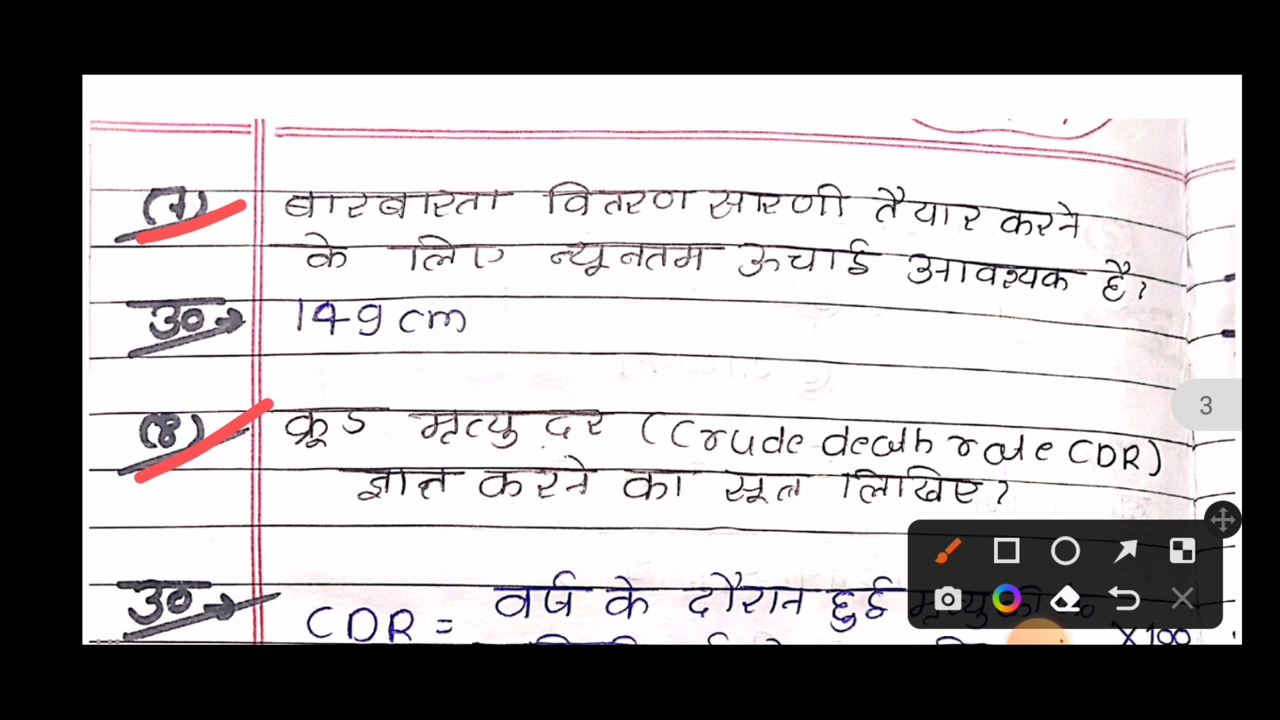 (7) बारबारता वितरण सारणी तैयार करने
के लिए न्यूनतम ऊचाई आवश्यक है?
उ० → 149 cm
3
(8) क्रूड मृत्यु दर (Crude death rate CDR)
ज्ञात करने का सूत्र लिखिए?
उ० → वर्ष के दौरान हुई मृत्यु
CDR = X100